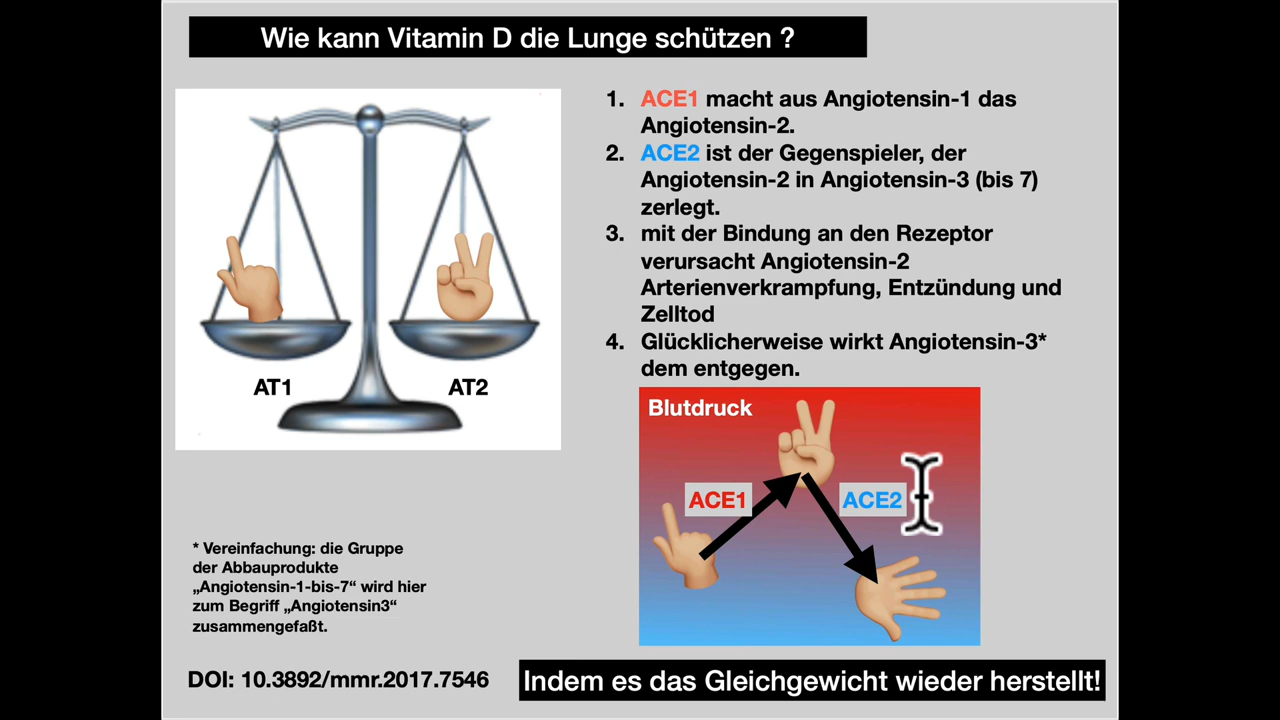 Wie kann Vitamin D die Lunge schützen ?
AT1
AT2
1. ACE1 macht aus Angiotensin-1 das
Angiotensin-2.
2. ACE2 ist der Gegenspieler, der
Angiotensin-2 in Angiotensin-3 (bis 7)
zerlegt.
3. mit der Bindung an den Rezeptor
verursacht Angiotensin-2
Arterienverkrampfung, Entzündung und
Zelltod
4. Glücklicherweise wirkt Angiotensin-3*
dem entgegen.
Blutdruck
ACE1
ACE2
* Vereinfachung: die Gruppe
der Abbauprodukte
„Angiotensin-1-bis-7“ wird hier
zum Begriff „Angiotensin3“
zusammengefaßt.
DOI: 10.3892/mmr.2017.7546
Indem es das Gleichgewicht wieder herstellt!